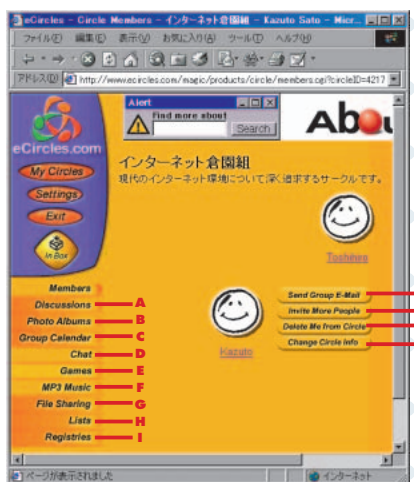 eCircles - Circle Members - インターネット倉園組 - Kazuto Sato - Micr...
ファイル(F) 編集(E) 表示(V) お気に入り(A) ツール(T) ヘルプ(H)
アドレス(D) http://www.ecircles.com/magic/products/circle/members.cgi?circleID=4217
Alert
Find more about
Search
Abou
eCircles.com
My Circles
Settings
Exit
In Box
インターネット倉園組
現代のインターネット環境について深く追求するサークルです。
Toshihiro
Kazuto
Send Group E-Mail
Invite More People
Delete Me from Circle
Change Circle Info
Members
Discussions A
Photo Albums B
Group Calendar C
Chat D
Games E
MP3 Music F
File Sharing G
Lists H
Registries I
ページが表示されました
インターネット